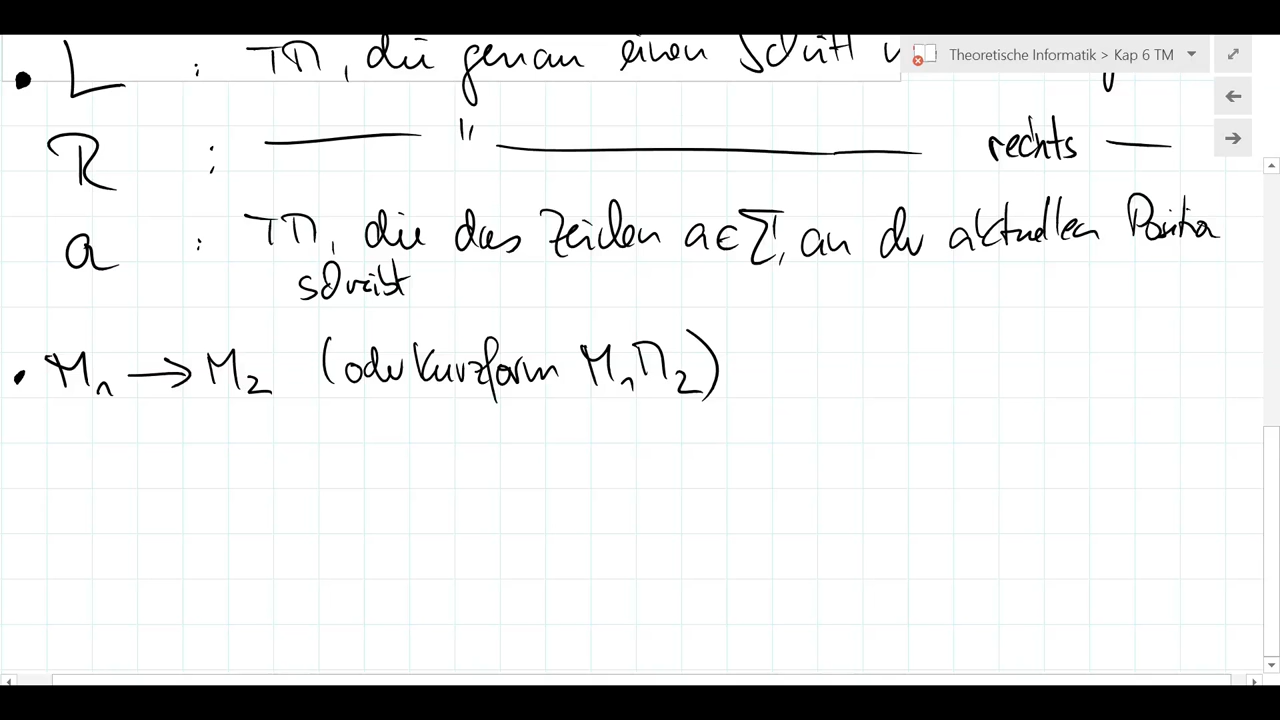 • L : TM, die genau einen Schritt
Theoretische Informatik > Kap 6 TM
R : —— " —— rechts ——
a : TM, die das Zeichen a ∈ Σ, an der aktuellen Position
schreibt
• M₁ → M₂ (oder Kurzform M₁M₂)